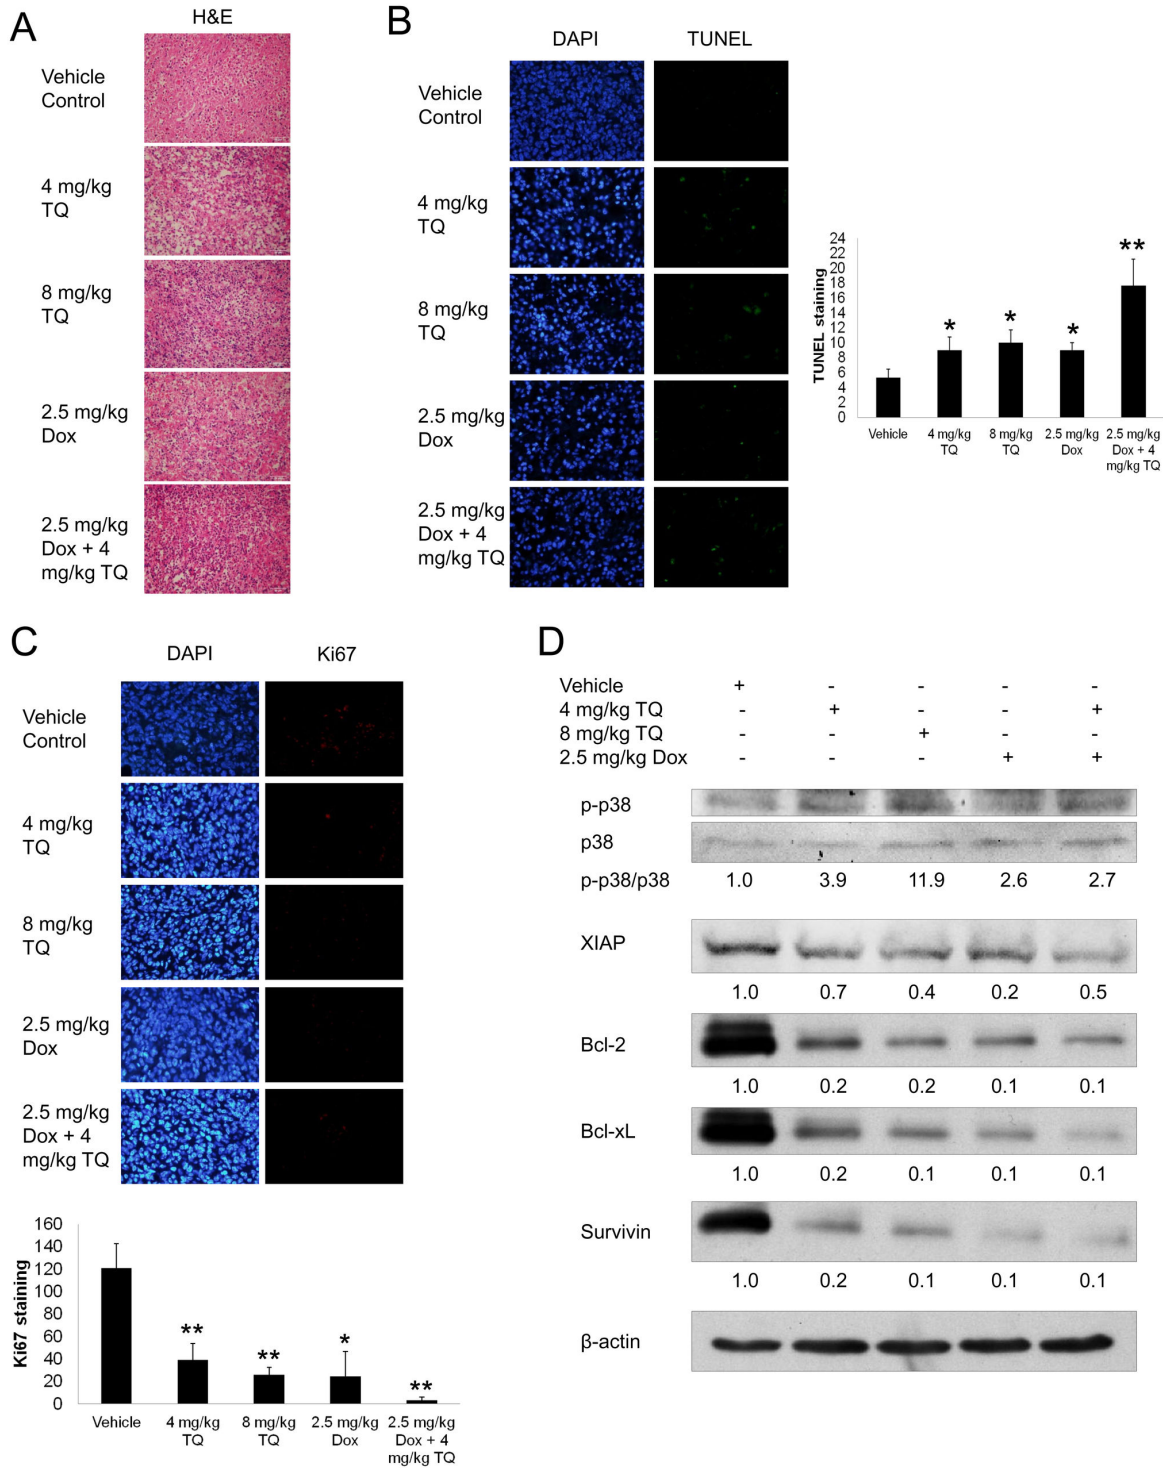 A
H&E
Vehicle
Control
4 mg/kg
TQ
8 mg/kg
TQ
2.5 mg/kg
Dox
2.5 mg/kg
Dox + 4
mg/kg TQ
B
DAPI
TUNEL
Vehicle
Control
4 mg/kg
TQ
8 mg/kg
TQ
2.5 mg/kg
Dox
2.5 mg/kg
Dox + 4
mg/kg TQ
TUNEL staining
24
22
20
18
16
14
12
10
8
6
4
2
0
*
*
*
**
Vehicle
4 mg/kg
TQ
8 mg/kg
TQ
2.5 mg/kg
Dox
2.5 mg/kg
Dox + 4
mg/kg TQ
C
DAPI
Ki67
Vehicle
Control
4 mg/kg
TQ
8 mg/kg
TQ
2.5 mg/kg
Dox
2.5 mg/kg
Dox + 4
mg/kg TQ
Ki67 staining
160
140
120
100
80
60
40
20
0
**
**
*
**
Vehicle
4 mg/kg
TQ
8 mg/kg
TQ
2.5 mg/kg
Dox
2.5 mg/kg
Dox + 4
mg/kg TQ
D
Vehicle + - - - -
4 mg/kg TQ - + - - +
8 mg/kg TQ - - + - -
2.5 mg/kg Dox - - - + +
p-p38
p38
p-p38/p38 1.0 3.9 11.9 2.6 2.7
XIAP
1.0 0.7 0.4 0.2 0.5
Bcl-2
1.0 0.2 0.2 0.1 0.1
Bcl-xL
1.0 0.2 0.1 0.1 0.1
Survivin
1.0 0.2 0.1 0.1 0.1
β-actin